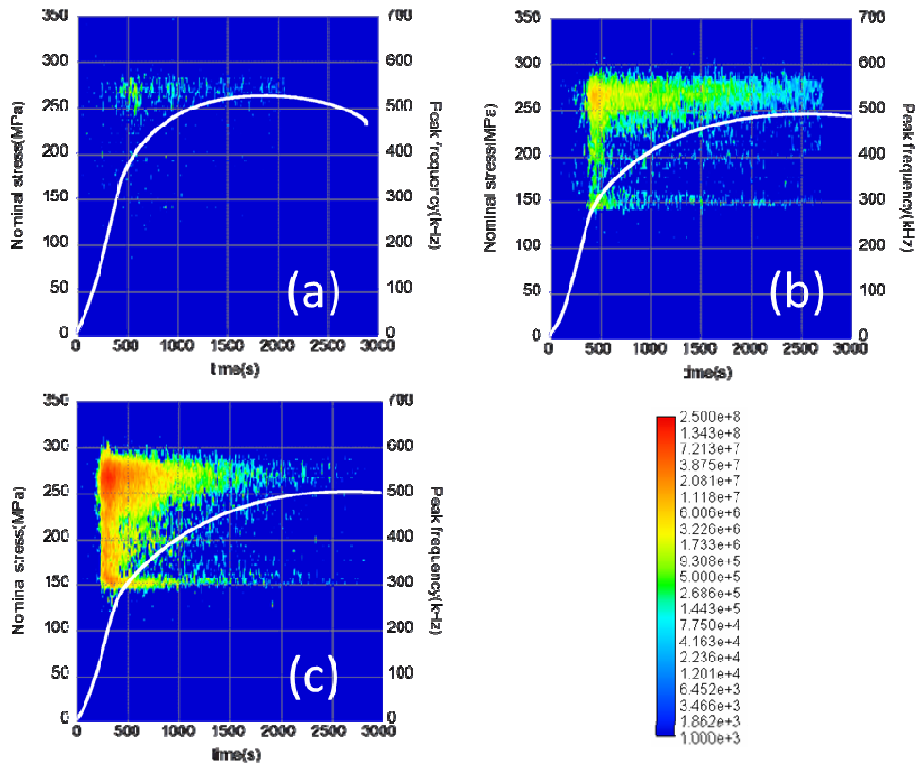 350 700
300 600
250 500
200 400
150 300
100 200
50 100
0 0
0 500 1000 1500 2000 2500 3000
Nominal stress(MPa)
time(s)
(a)
350 700
300 600
250 500
200 400
150 300
100 200
50 100
0 0
0 500 1000 1500 2000 2500 3000
Nominal stress(MPa)
Peak frequency(kHz)
(b)
350 700
300 600
250 500
200 400
150 300
100 200
50 100
0 0
0 500 1000 1500 2000 2500 3000
Nomina stress(MPa)
Peak frequency(k-Iz)
time(s)
(c)
2.500e+8
1.343e+8
7.213e+7
3.875e+7
2.081e+7
1.118e+7
6.006e+6
3.226e+6
1.733e+6
9.308e+5
5.000e+5
2.686e+5
1.443e+5
7.750e+4
4.163e+4
2.236e+4
1.201e+4
6.452e+3
3.466e+3
1.862e+3
1.000e+3